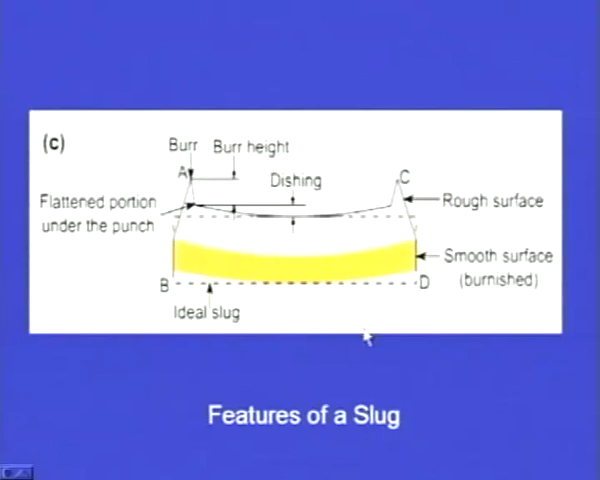 (c)
Burr
Burr height
A
Dishing
C
Flattened portion
under the punch
Rough surface
Smooth surface
(burnished)
B
D
Ideal slug
Features of a Slug